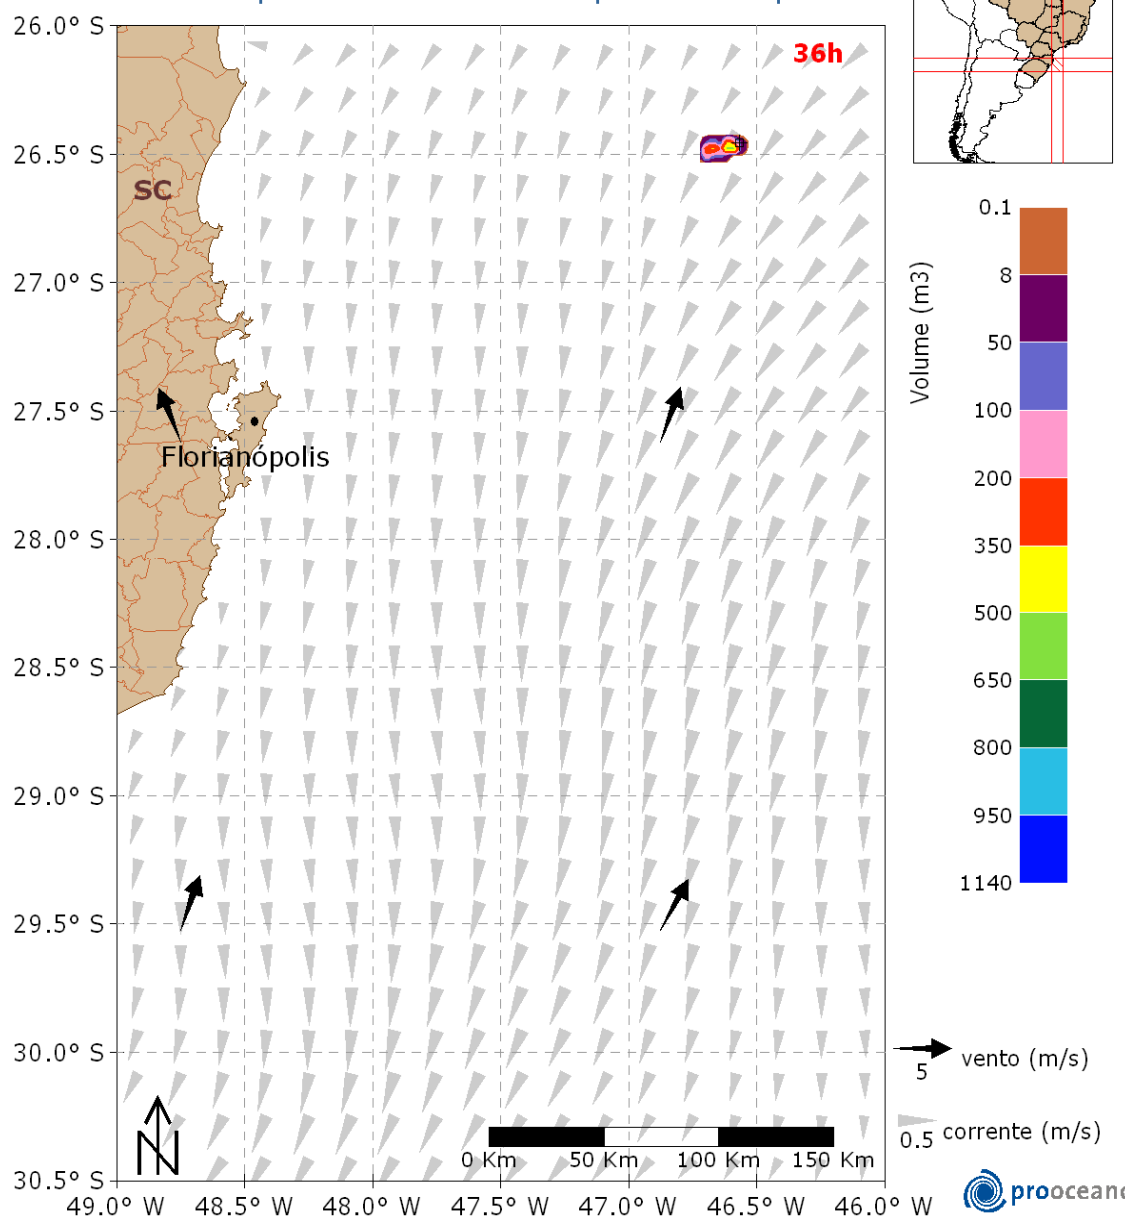 26.0° S
36h
26.5° S
SC
27.0° S
27.5° S
Florianópolis
28.0° S
28.5° S
29.0° S
29.5° S
30.0° S
30.5° S
49.0° W
48.5° W
48.0° W
47.5° W
47.0° W
46.5° W
46.0° W
N
0 Km
50 Km
100 Km
150 Km
Volume (m3)
0.1
8
50
100
200
350
500
650
800
950
1140
5
vento (m/s)
0.5
corrente (m/s)
prooceano